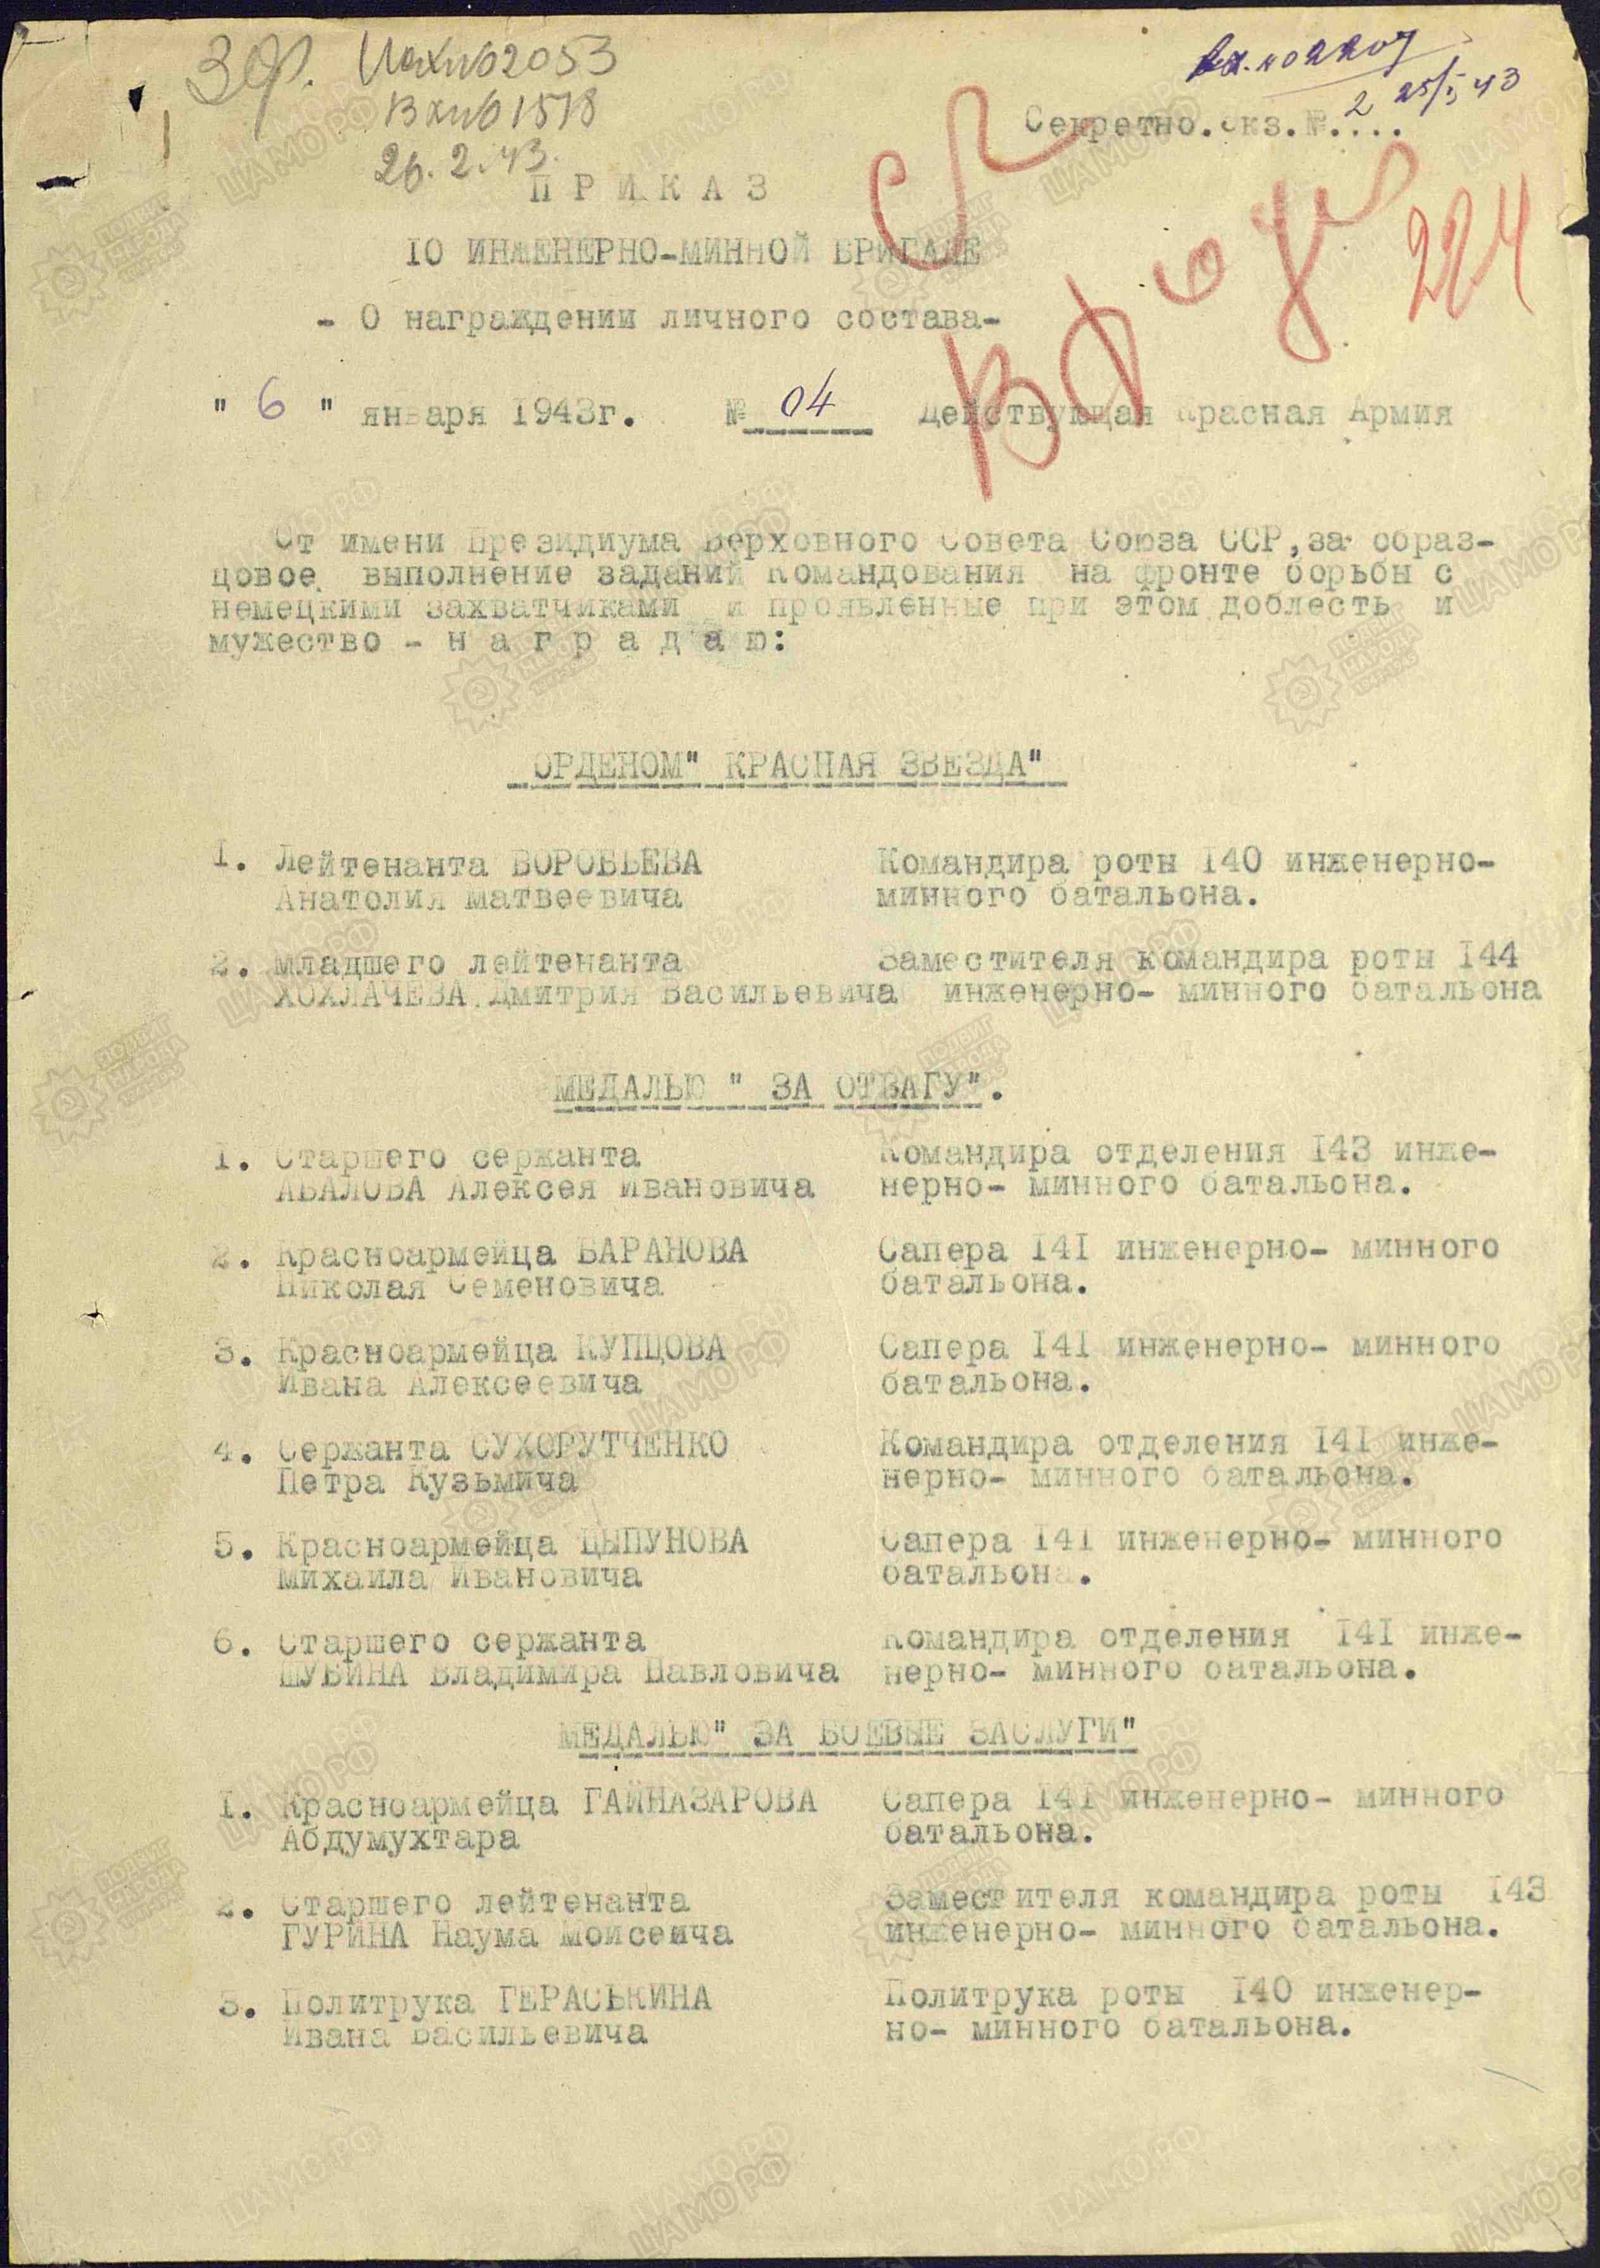 26.2.43.
Секретно. Экз.№ 2
224
П Р И К А З
10 ИНЖЕНЕРНО-МИННОЙ БРИГАДЕ
- О награждении личного состава-
" 6 " января 1943г. № 04 Действующая Красная Армия
От имени Президиума Верховного Совета Союза ССР, за образ-
цовое выполнение заданий Командования на фронте борьбы с
немецкими захватчиками и проявленные при этом доблесть и
мужество - н а г р а д а ю:
ОРДЕНОМ" КРАСНАЯ ЗВЕЗДА"
1. Лейтенанта ВОРОБЬЕВА Командира роты 140 инженерно-
Анатолия Матвеевича минного батальона.
2. Младшего лейтенанта Заместителя командира роты 144
ХОХЛАЧЕВА Дмитрия Васильевича инженерно- минного батальона
МЕДАЛЬЮ " ЗА ОТВАГУ".
1. Старшего сержанта Командира отделения 143 инже-
АБАЛОВА Алексея Ивановича нерно- минного батальона.
2. Красноармейца БАРАНОВА Сапера 141 инженерно- минного
Николая Семеновича батальона.
3. Красноармейца КУПЦОВА Сапера 141 инженерно- минного
Ивана Алексеевича батальона.
4. Сержанта СУХОРУТЧЕНКО Командира отделения 141 инже-
Петра Кузьмича нерно- минного батальона.
5. Красноармейца ЦЫПУНОВА Сапера 141 инженерно- минного
Михаила Ивановича батальона.
6. Старшего сержанта Командира отделения 141 инже-
ШУБИНА Владимира Павловича нерно- минного батальона.
МЕДАЛЬЮ" ЗА БОЕВЫЕ ЗАСЛУГИ"
1. Красноармейца ГАЙНАЗАРОВА Сапера 141 инженерно- минного
Абдумухтара батальона.
2. Старшего лейтенанта Заместителя командира роты 143
ГУРИНА Наума Моисеича инженерно- минного батальона.
3. Политрука ГЕРАСЬКИНА Политрука роты 140 инженер-
Ивана Васильевича но- минного батальона.